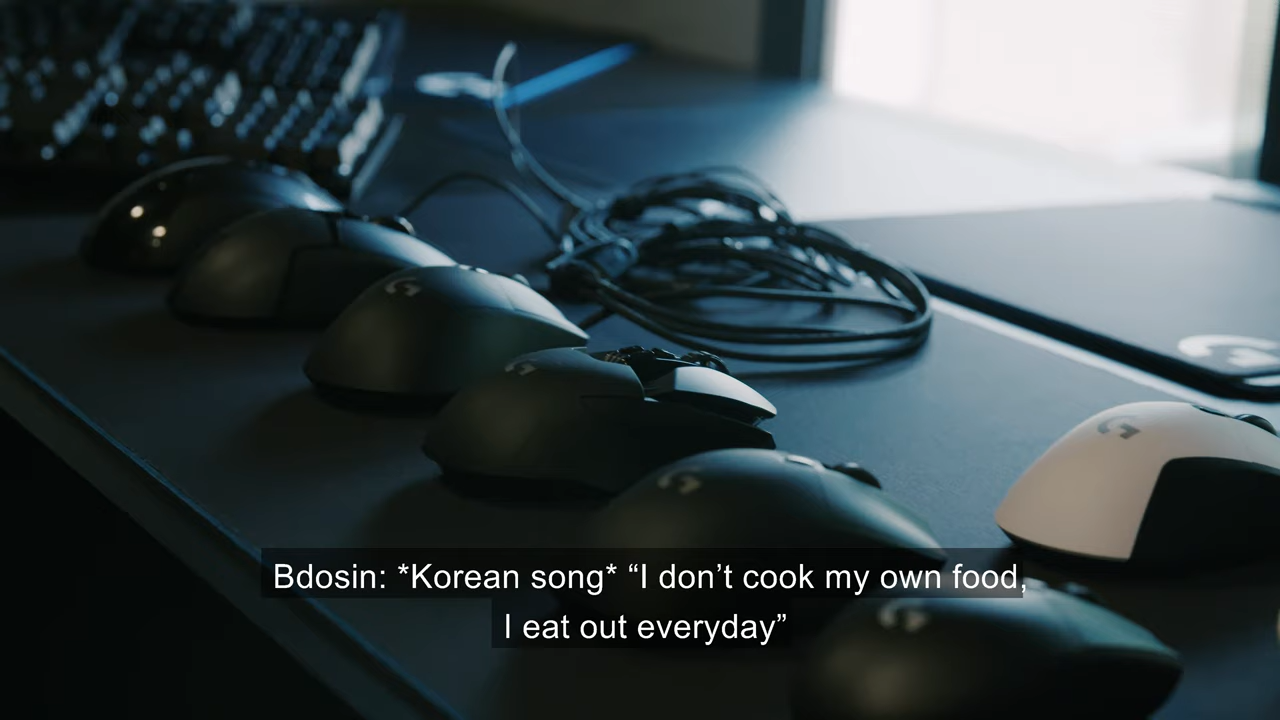 Bdosin: *Korean song* “I don’t cook my own food,
I eat out everyday”